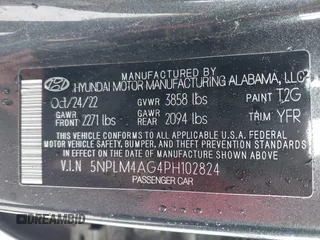 HYUNDAI MOTOR MANUFACTURING ALABAMA, LLC
Oct/24/22 GVWR 3858 lbs PAINT T2G
GAWR FRONT 2271 lbs GAWR REAR 2094 lbs TRIM YFR
THIS VEHICLE CONFORMS TO ALL APPLICABLE U.S.
FEDERAL MOTOR VEHICLE SAFETY,
BUMPER, AND THEFT PREVENTION STANDARDS
IN EFFECT ON THE DATE OF MANUFACTURE
SHOWN ABOVE.
V.I.N 5NPLM4AG4PH102824
PASSENGER CAR
DREAMBID